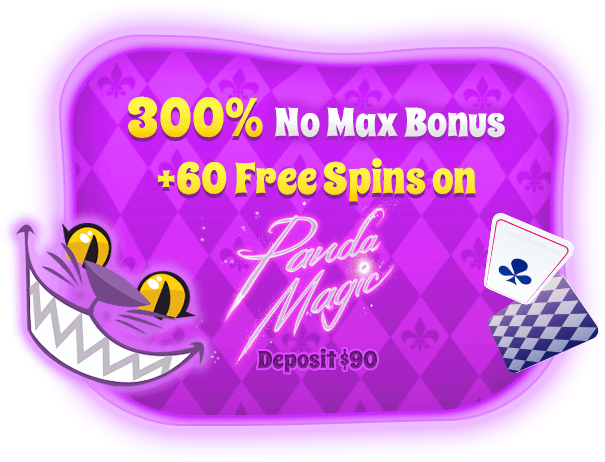 300% No Max Bonus
+60 Free Spins on
Panda
Magic
Deposit $90